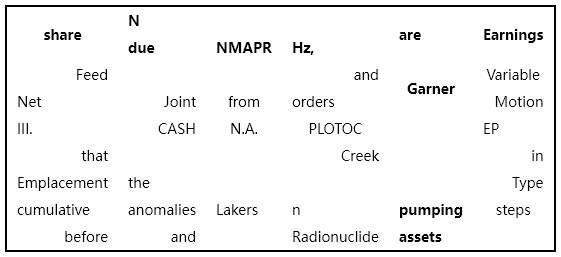 share N due NMAPR Hz, are Earnings
Feed and Garner Variable
Net Joint from orders Motion
III. CASH N.A. PLOTOC EP
that Creek in
Emplacement the Type
cumulative anomalies Lakers n pumping steps
before and Radionuclide assets